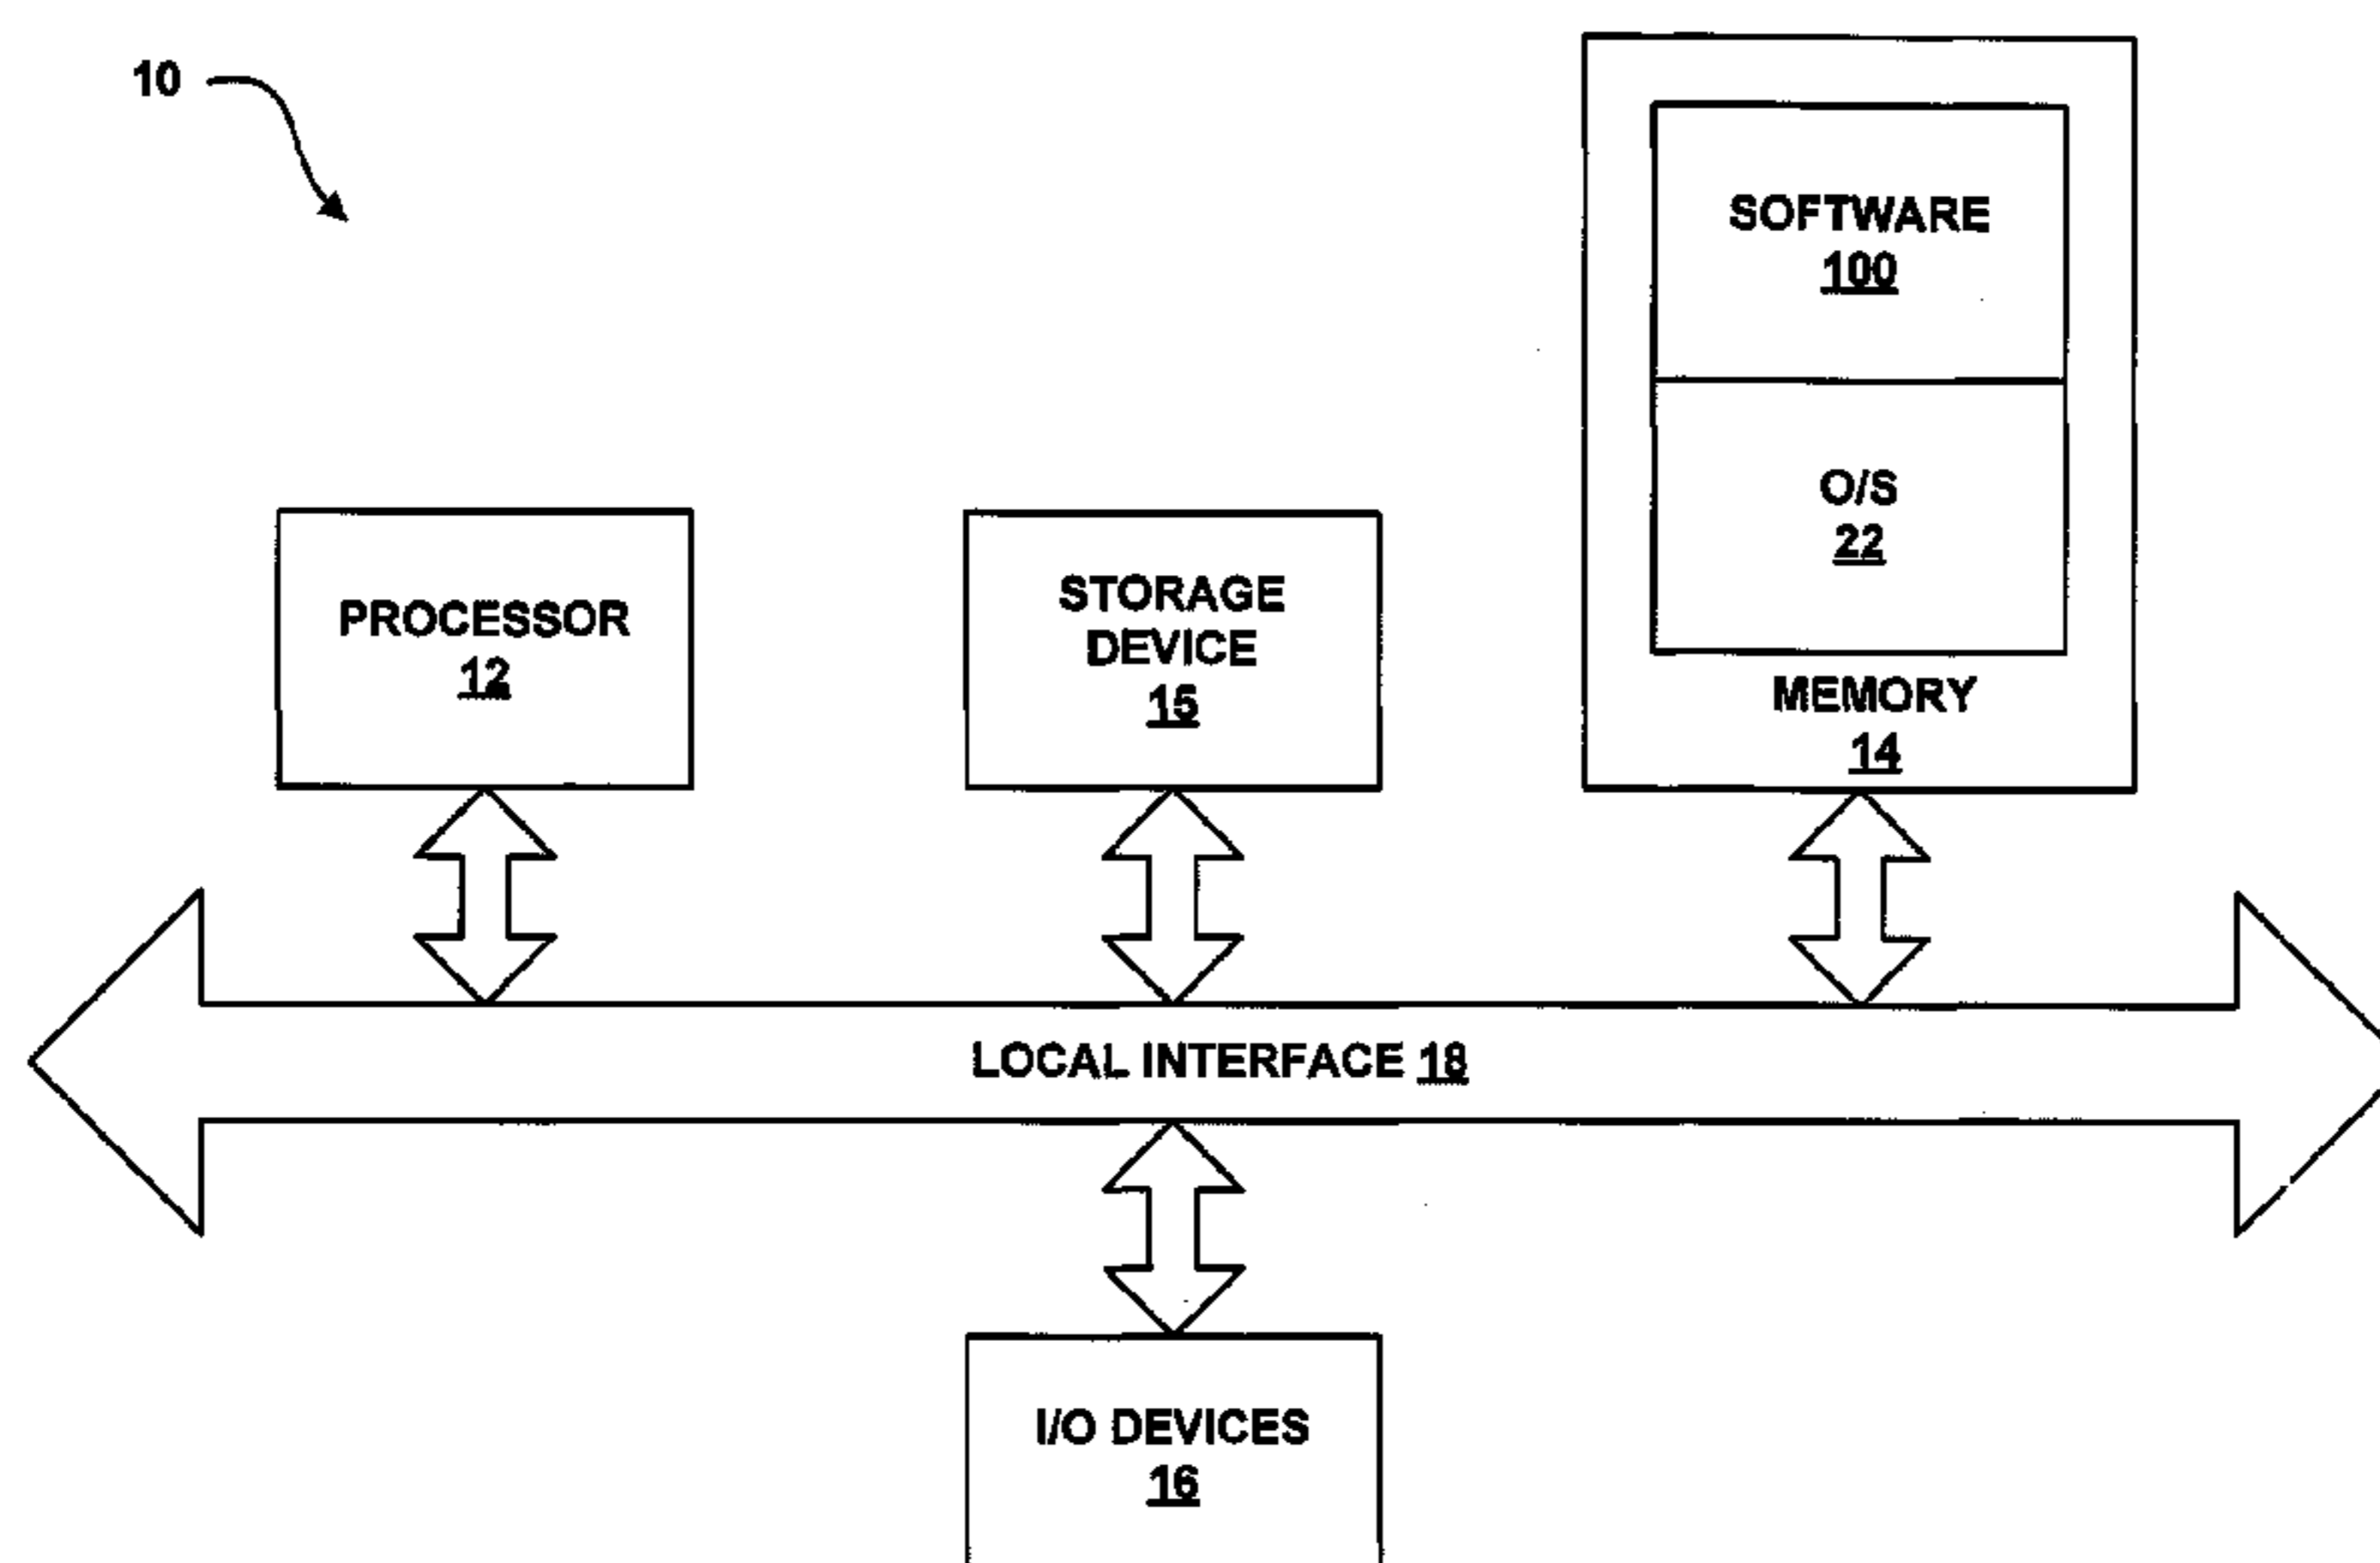 10
SOFTWARE
100
O/S
22
MEMORY
14
PROCESSOR
12
STORAGE
DEVICE
15
LOCAL INTERFACE 18
I/O DEVICES
16